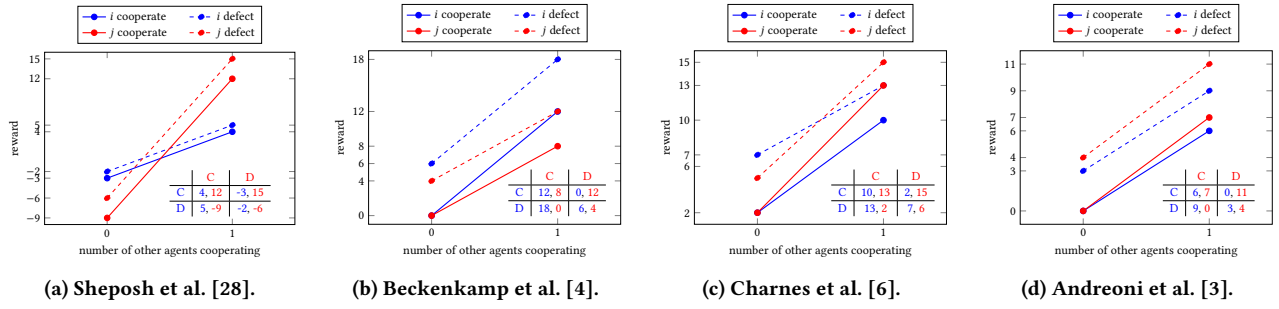 i cooperate i defect
j cooperate j defect
15
12
5
4
−2
−3
−6
−9
reward
C D
C 4, 12 -3, 15
D 5, -9 -2, -6
0 1
number of other agents cooperating
(a) Sheposh et al. [28].
i cooperate i defect
j cooperate j defect
18
12
8
6
4
0
reward
C D
C 12, 8 0, 12
D 18, 0 6, 4
0 1
number of other agents cooperating
(b) Beckenkamp et al. [4].
i cooperate i defect
j cooperate j defect
15
13
10
7
6
2
reward
C D
C 10, 13 2, 15
D 13, 2 7, 6
0 1
number of other agents cooperating
(c) Charnes et al. [6].
i cooperate i defect
j cooperate j defect
11
9
7
6
4
3
0
reward
C D
C 6, 7 0, 11
D 9, 0 3, 4
0 1
number of other agents cooperating
(d) Andreoni et al. [3].